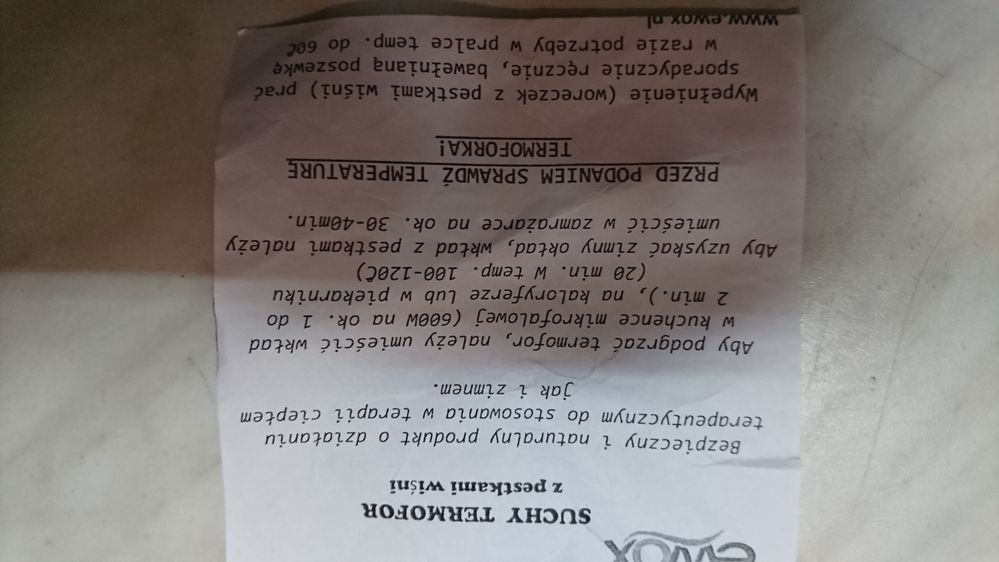 ewox
SUCHY TERMOFOR
z pestkami wiśni
Bezpieczny i naturalny produkt o działaniu
terapeutycznym do stosowania w terapii ciepłem
jak i zimnem.
Aby podgrzać termofor, należy umieścić wkład
w kuchence mikrofalowej (600W na ok. 1 do
2 min.), na kaloryferze lub w piekarniku
(20 min. W temp. 100-120C)
Aby uzyskać zimny okład, wkład z pestkami należy
umieścić w zamrażarce na ok. 30-40min.
PRZED PODANIEM SPRAWDŹ TEMPERATURĘ
TERMOFORKA!
Wypełnienie (woreczek z pestkami wiśni) prać
sporadycznie ręcznie, bawełnianą poszewkę
w razie potrzeby w pralce temp. do 60C
www.ewox.pl